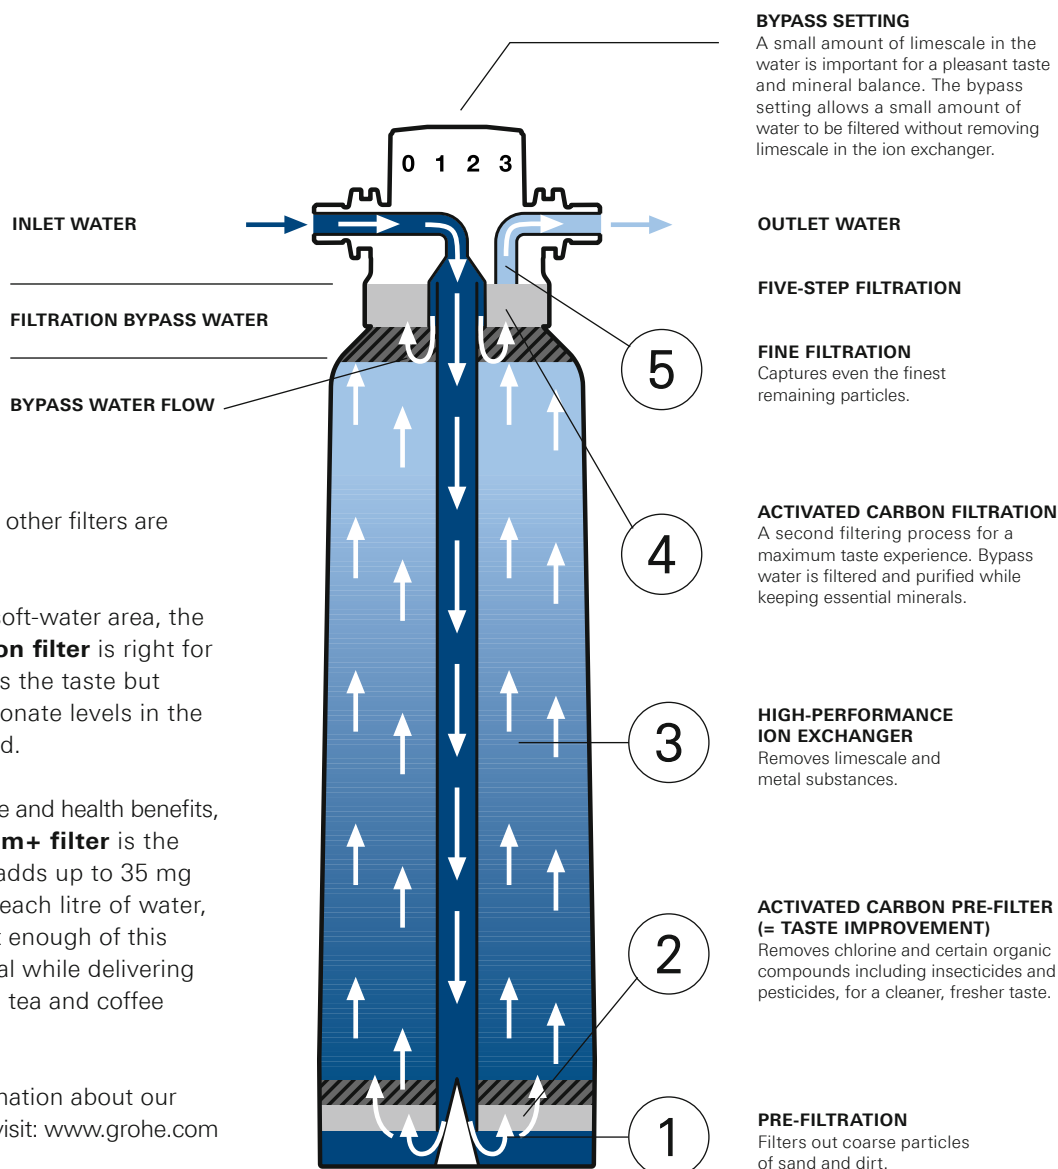 BYPASS SETTING
A small amount of limescale in the
water is important for a pleasant taste
and mineral balance. The bypass
setting allows a small amount of
water to be filtered without removing
limescale in the ion exchanger.
0 1 2 3
INLET WATER
OUTLET WATER
FIVE-STEP FILTRATION
FILTRATION BYPASS WATER
BYPASS WATER FLOW
5
FINE FILTRATION
Captures even the finest
remaining particles.
4
ACTIVATED CARBON FILTRATION
A second filtering process for a
maximum taste experience. Bypass
water is filtered and purified while
keeping essential minerals.
3
HIGH-PERFORMANCE
ION EXCHANGER
Removes limescale and
metal substances.
2
ACTIVATED CARBON PRE-FILTER
(= TASTE IMPROVEMENT)
Removes chlorine and certain organic
compounds including insecticides and
pesticides, for a cleaner, fresher taste.
1
PRE-FILTRATION
Filters out coarse particles
of sand and dirt.
other filters are
soft-water area, the
on filter is right for
s the taste but
onate levels in the
d.
e and health benefits,
m+ filter is the
adds up to 35 mg
each litre of water,
t enough of this
al while delivering
tea and coffee
nation about our
visit: www.grohe.com